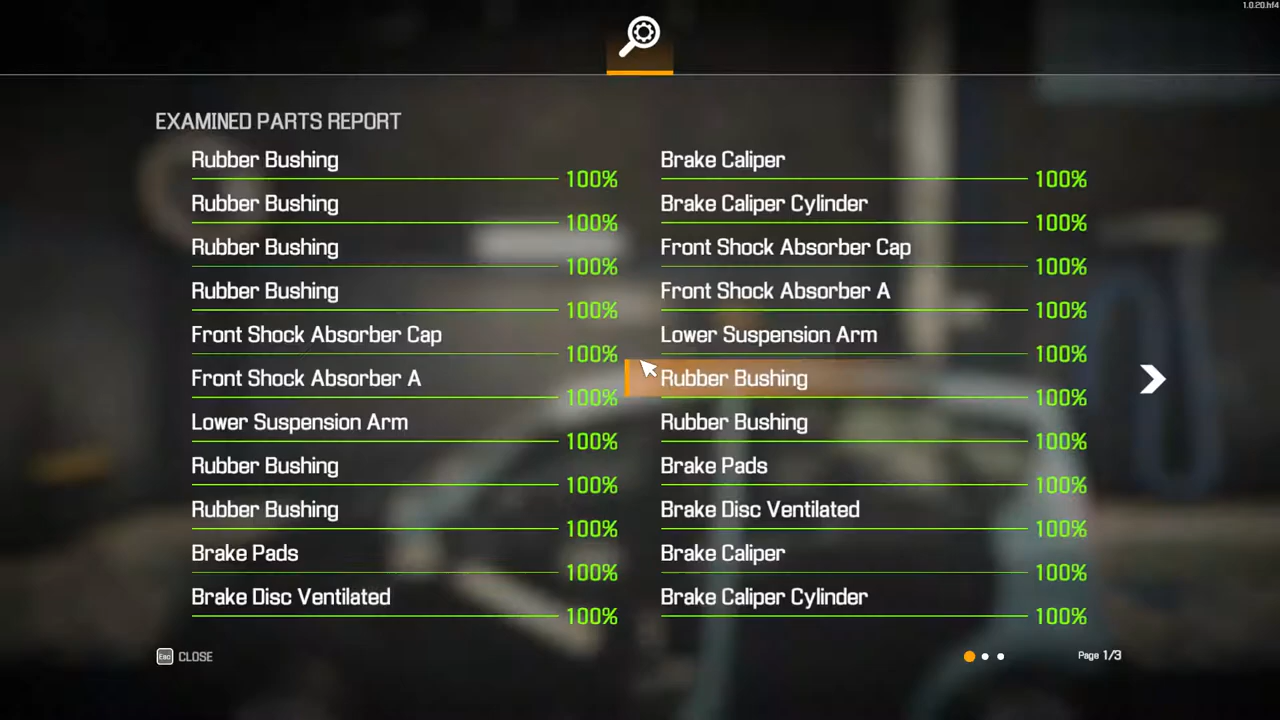 1.0.20.hf4
EXAMINED PARTS REPORT
Rubber Bushing
100%
Rubber Bushing
100%
Rubber Bushing
100%
Rubber Bushing
100%
Front Shock Absorber Cap
100%
Front Shock Absorber A
100%
Lower Suspension Arm
100%
Rubber Bushing
100%
Rubber Bushing
100%
Brake Pads
100%
Brake Disc Ventilated
100%
Brake Caliper
100%
Brake Caliper Cylinder
100%
Front Shock Absorber Cap
100%
Front Shock Absorber A
100%
Lower Suspension Arm
100%
Rubber Bushing
100%
Rubber Bushing
100%
Brake Pads
100%
Brake Disc Ventilated
100%
Brake Caliper
100%
Brake Caliper Cylinder
100%
Esc CLOSE
Page 1/3